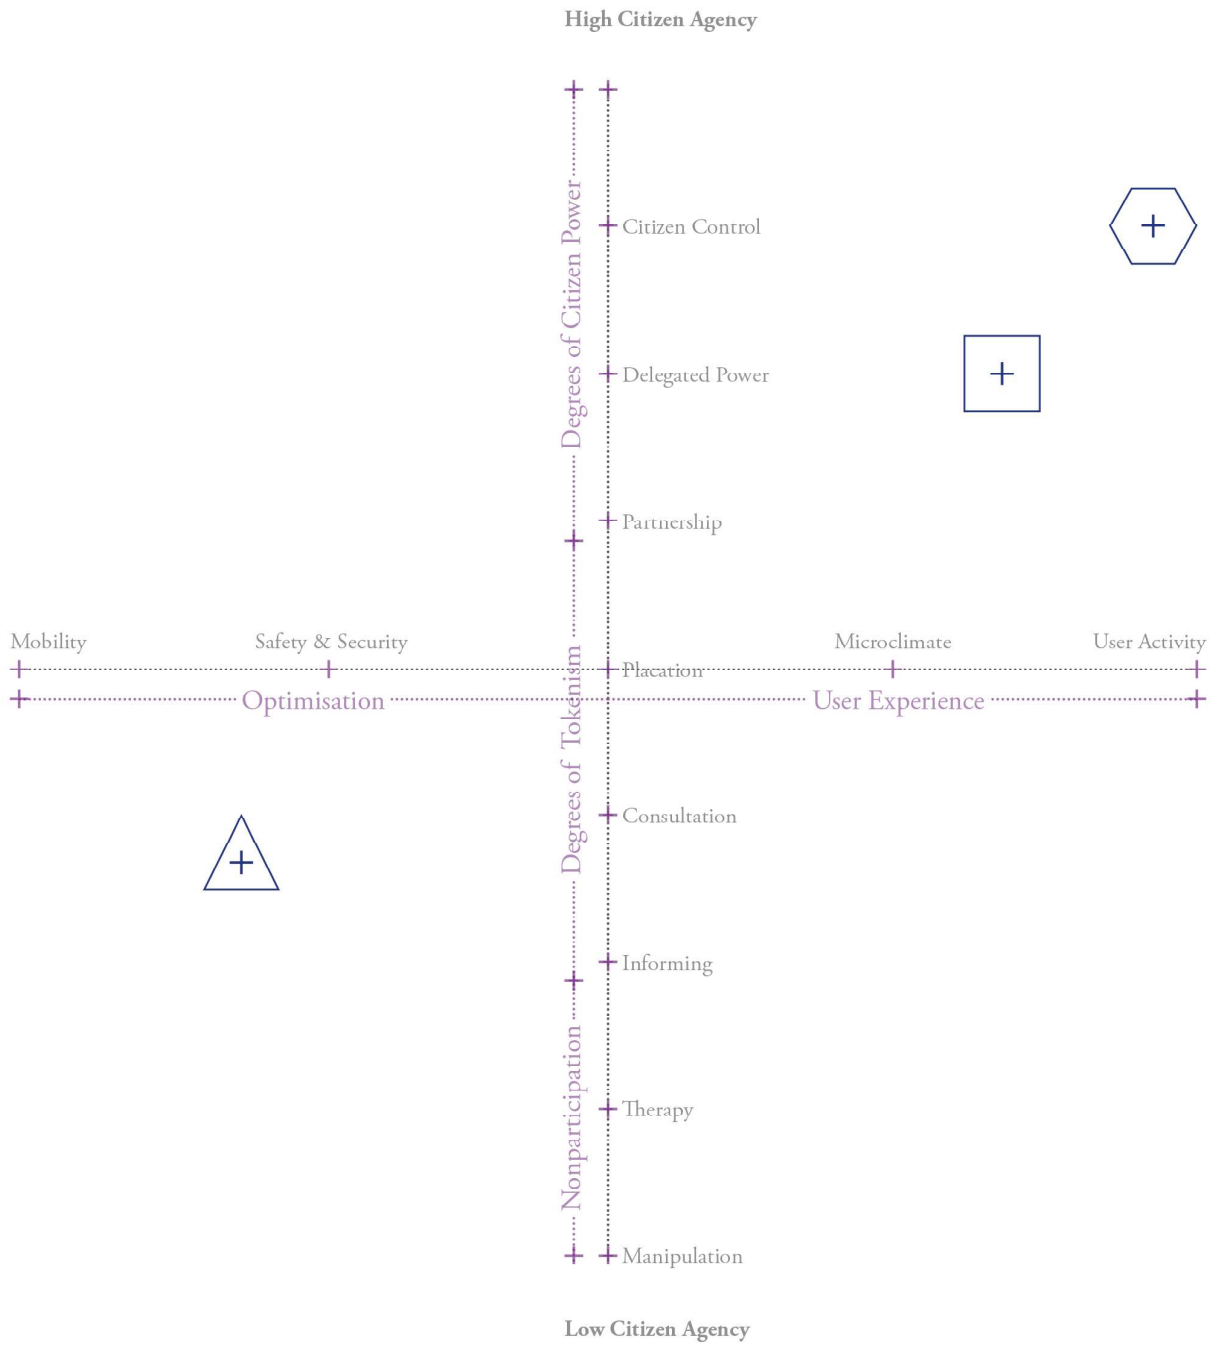 High Citizen Agency
Degrees of Citizen Power
Citizen Control
Delegated Power
Partnership
Mobility
Safety & Security
Microclimate
User Activity
Placation
Optimisation
User Experience
Degrees of Tokenism
Consultation
Informing
Nonparticipation
Therapy
Manipulation
Low Citizen Agency